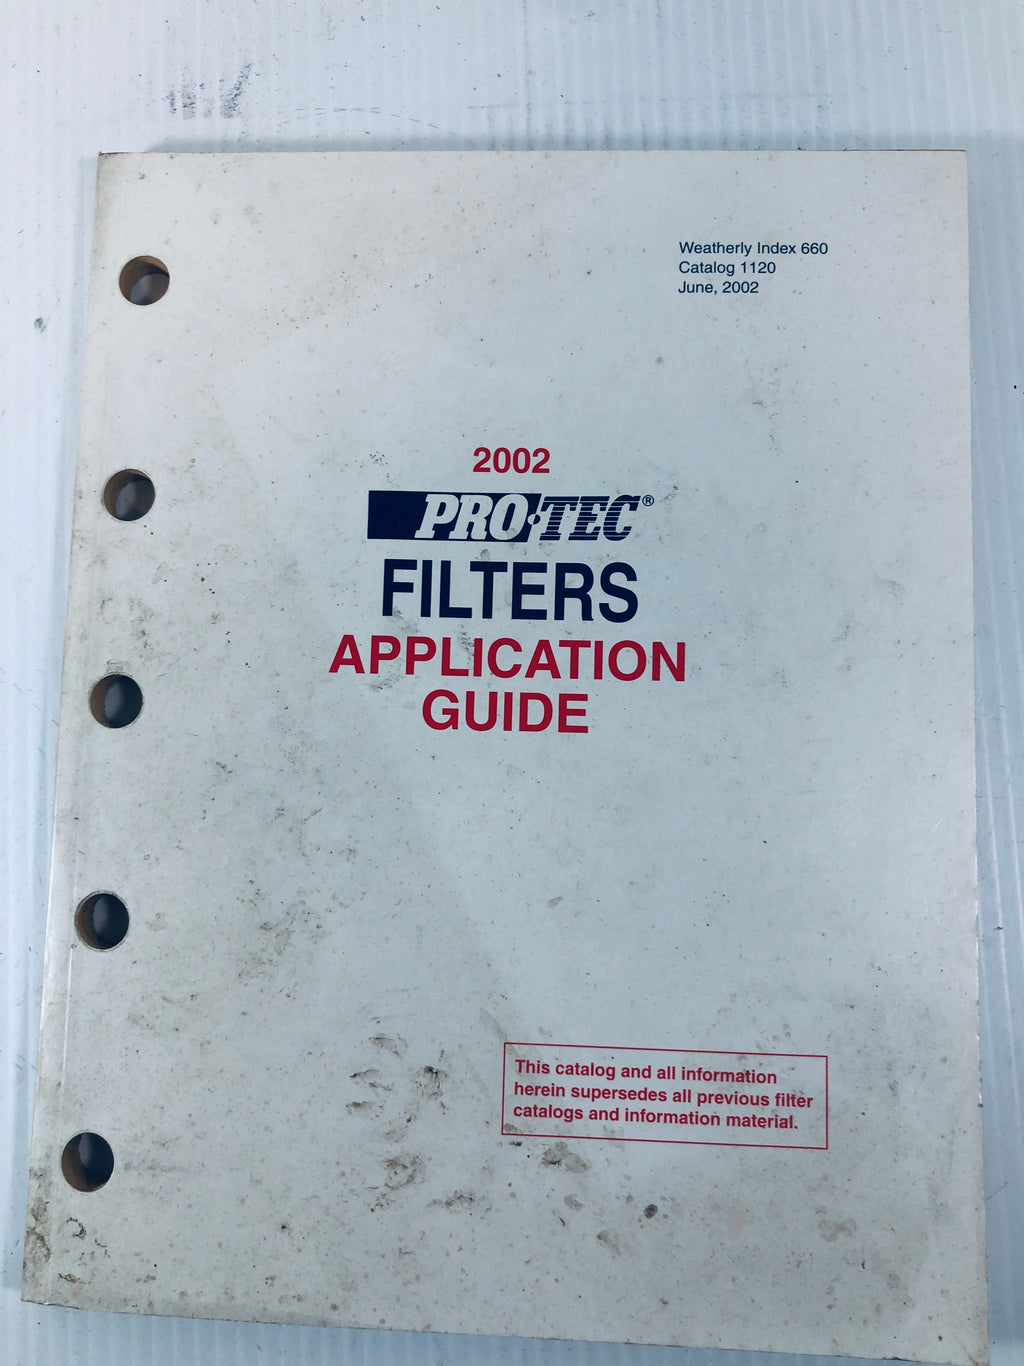 Weatherly Index 660
Catalog 1120
June, 2002
2002
PRO·TEC®
FILTERS
APPLICATION
GUIDE
This catalog and all information
herein supersedes all previous filter
catalogs and information material.